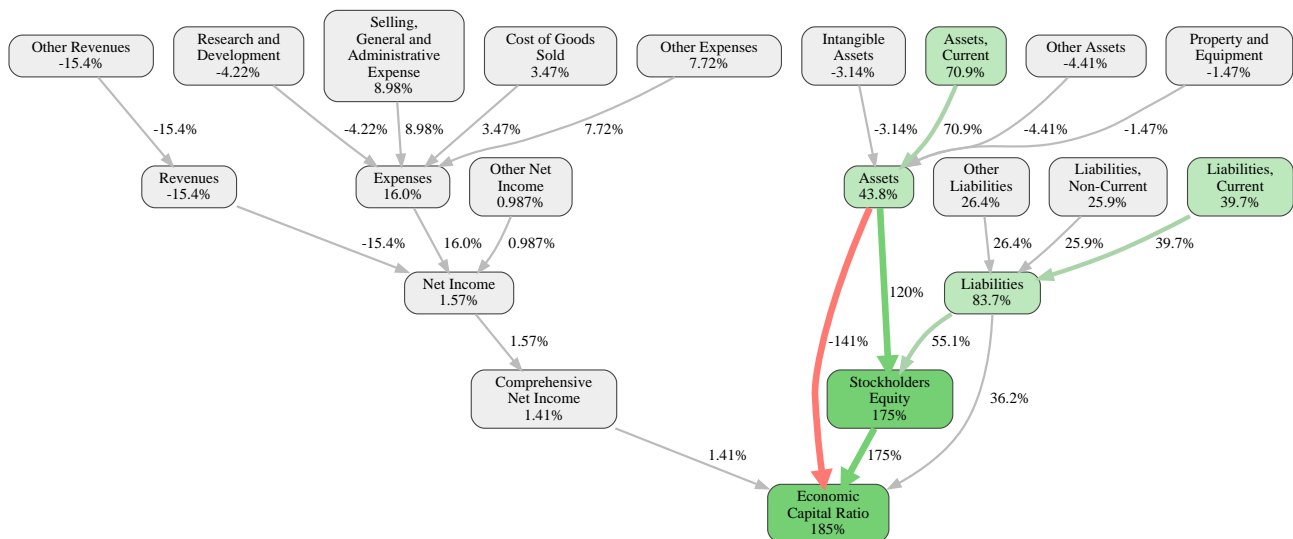 Other Revenues
-15.4%
Research and
Development
-4.22%
Selling,
General and
Administrative
Expense
8.98%
Cost of Goods
Sold
3.47%
Other Expenses
7.72%
Intangible
Assets
-3.14%
Assets,
Current
70.9%
Other Assets
-4.41%
Property and
Equipment
-1.47%
-15.4%
-4.22%
8.98%
3.47%
7.72%
-3.14%
70.9%
-4.41%
-1.47%
Revenues
-15.4%
Expenses
16.0%
Other Net
Income
0.987%
Assets
43.8%
Other
Liabilities
26.4%
Liabilities,
Non-Current
25.9%
Liabilities,
Current
39.7%
-15.4%
16.0%
0.987%
26.4%
25.9%
39.7%
Net Income
1.57%
Liabilities
83.7%
120%
1.57%
-141%
55.1%
Comprehensive
Net Income
1.41%
Stockholders
Equity
175%
36.2%
1.41%
175%
Economic
Capital Ratio
185%